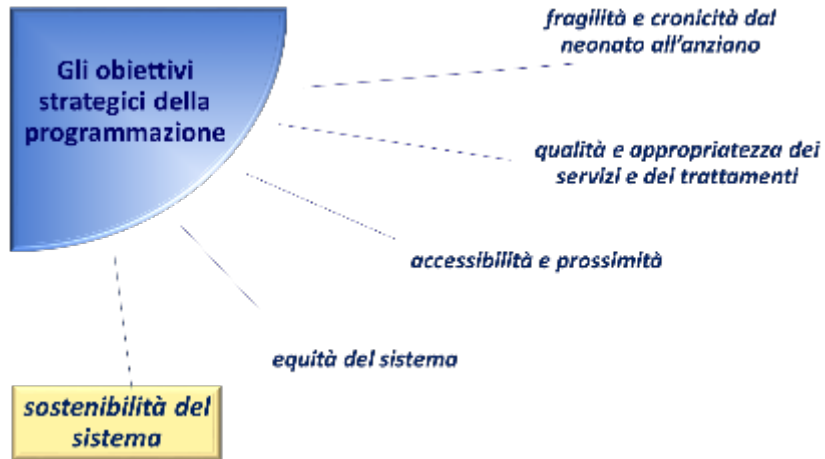 Gli obiettivi
strategici della
programmazione
fragilità e cronicità dal
neonato all'anziano
qualità e appropriatezza dei
servizi e dei trattamenti
accessibilità e prossimità
equità del sistema
sostenibilità del
sistema